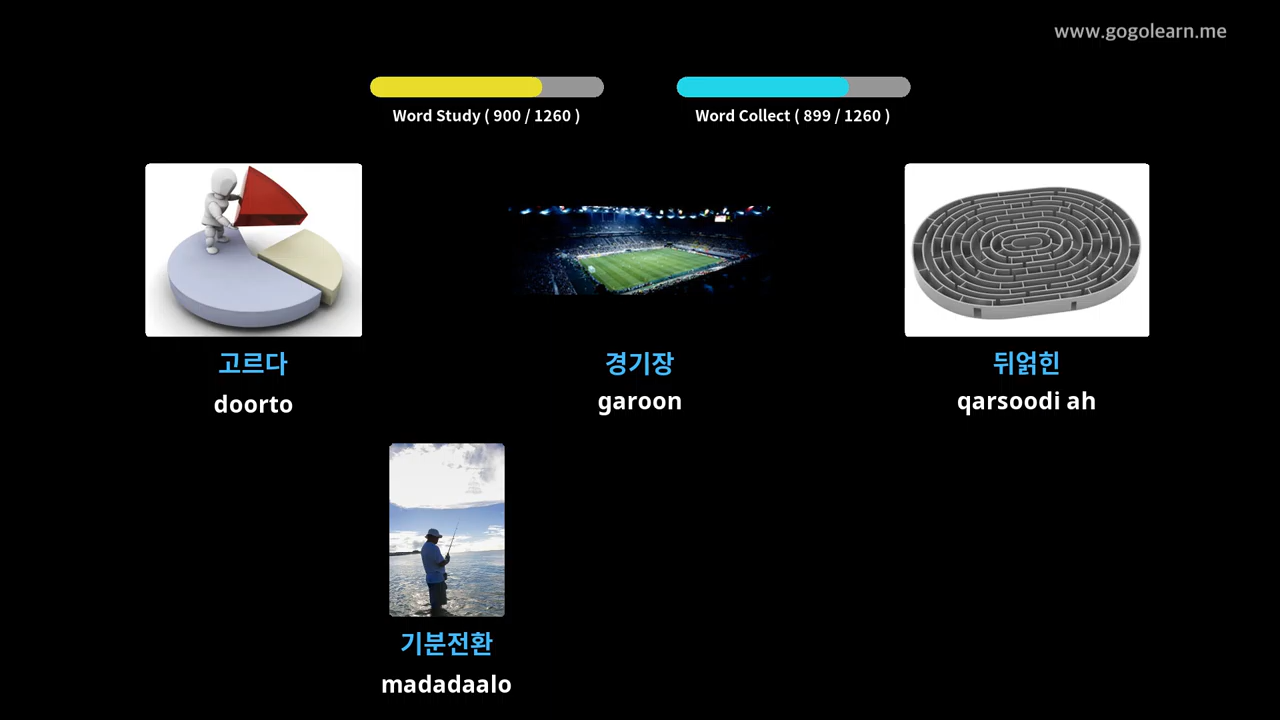 www.gogolearn.me
Word Study ( 900 / 1260 )
Word Collect ( 899 / 1260 )
고르다
doorto
경기장
garoon
뒤얽힌
qarsoodi ah
기분전환
madadaalo